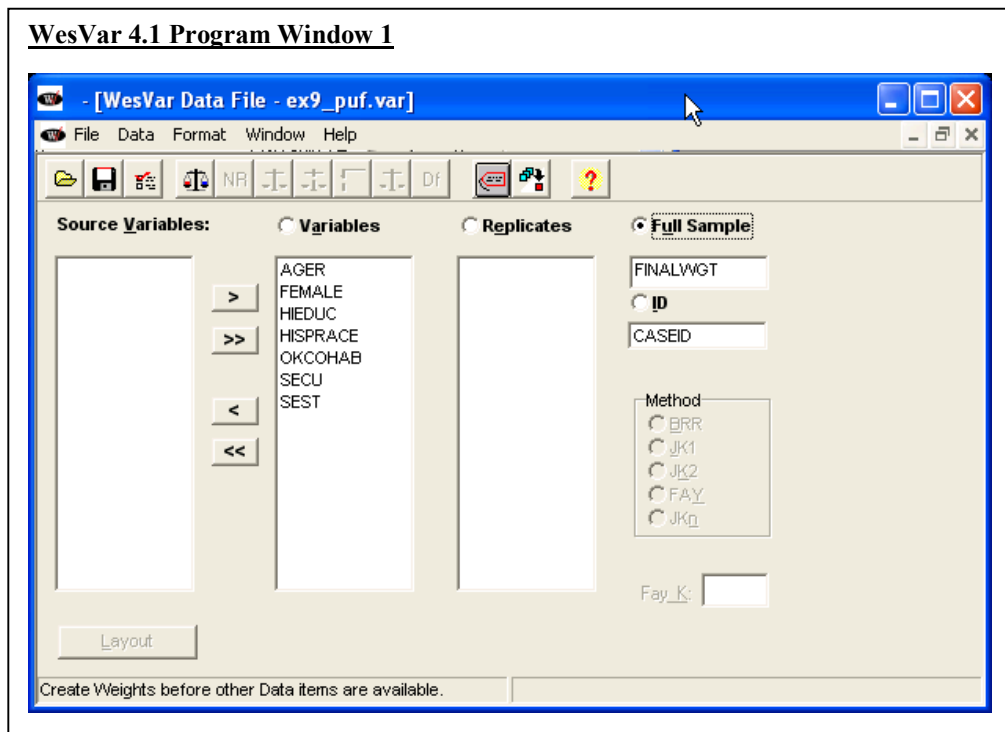 WesVar 4.1 Program Window 1
- [WesVar Data File - ex9_puf.var]
File Data Format Window Help
NR Df ?
Source Variables: Variables Replicates Full Sample
AGER
FEMALE
HIEDUC
HISPRACE
OKCOHAB
SECU
SEST
FINALWGT
ID
CASEID
>
>>
<
<<
Method
BRR
JK1
JK2
FAY
JKn
Fay_K:
Layout
Create Weights before other Data items are available.